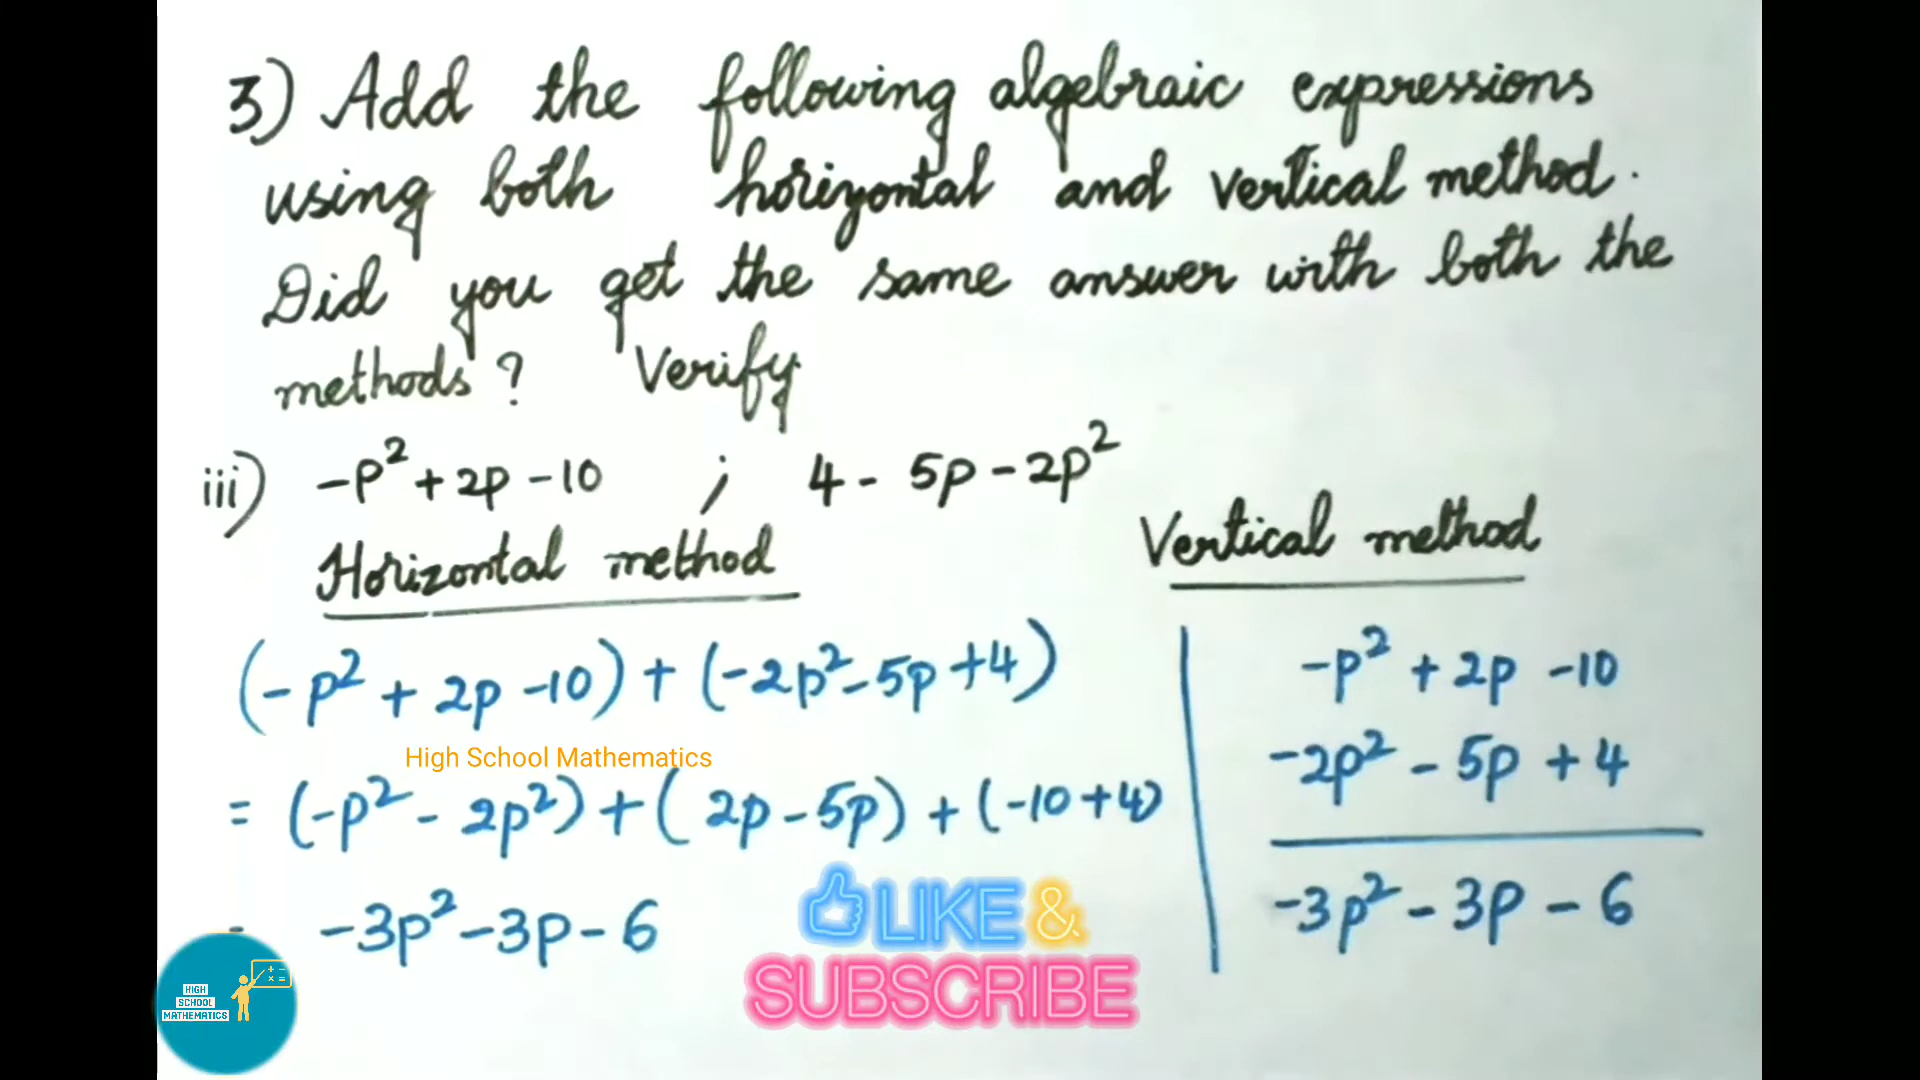 3) Add the following algebraic expressions
using both horizontal and vertical method.
Did you get the same answer with both the
methods? Verify
iii) -p² + 2p - 10 ; 4 - 5p - 2p²
Horizontal method
(-p² + 2p - 10) + (-2p² - 5p + 4)
High School Mathematics
= (-p² - 2p²) + (2p - 5p) + (-10 + 4)
-3p² - 3p - 6
Vertical method
-p² + 2p - 10
-2p² - 5p + 4
-3p² - 3p - 6
LIKE &
SUBSCRIBE
HIGH
SCHOOL
MATHEMATICS